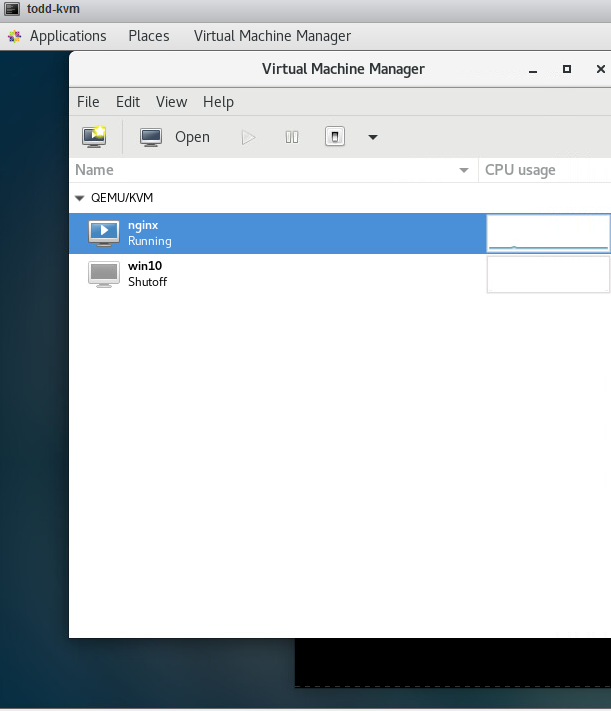 todd-kvm
Applications Places Virtual Machine Manager
Virtual Machine Manager
File Edit View Help
Open
Name CPU usage
QEMU/KVM
nginx
Running
win10
Shutoff